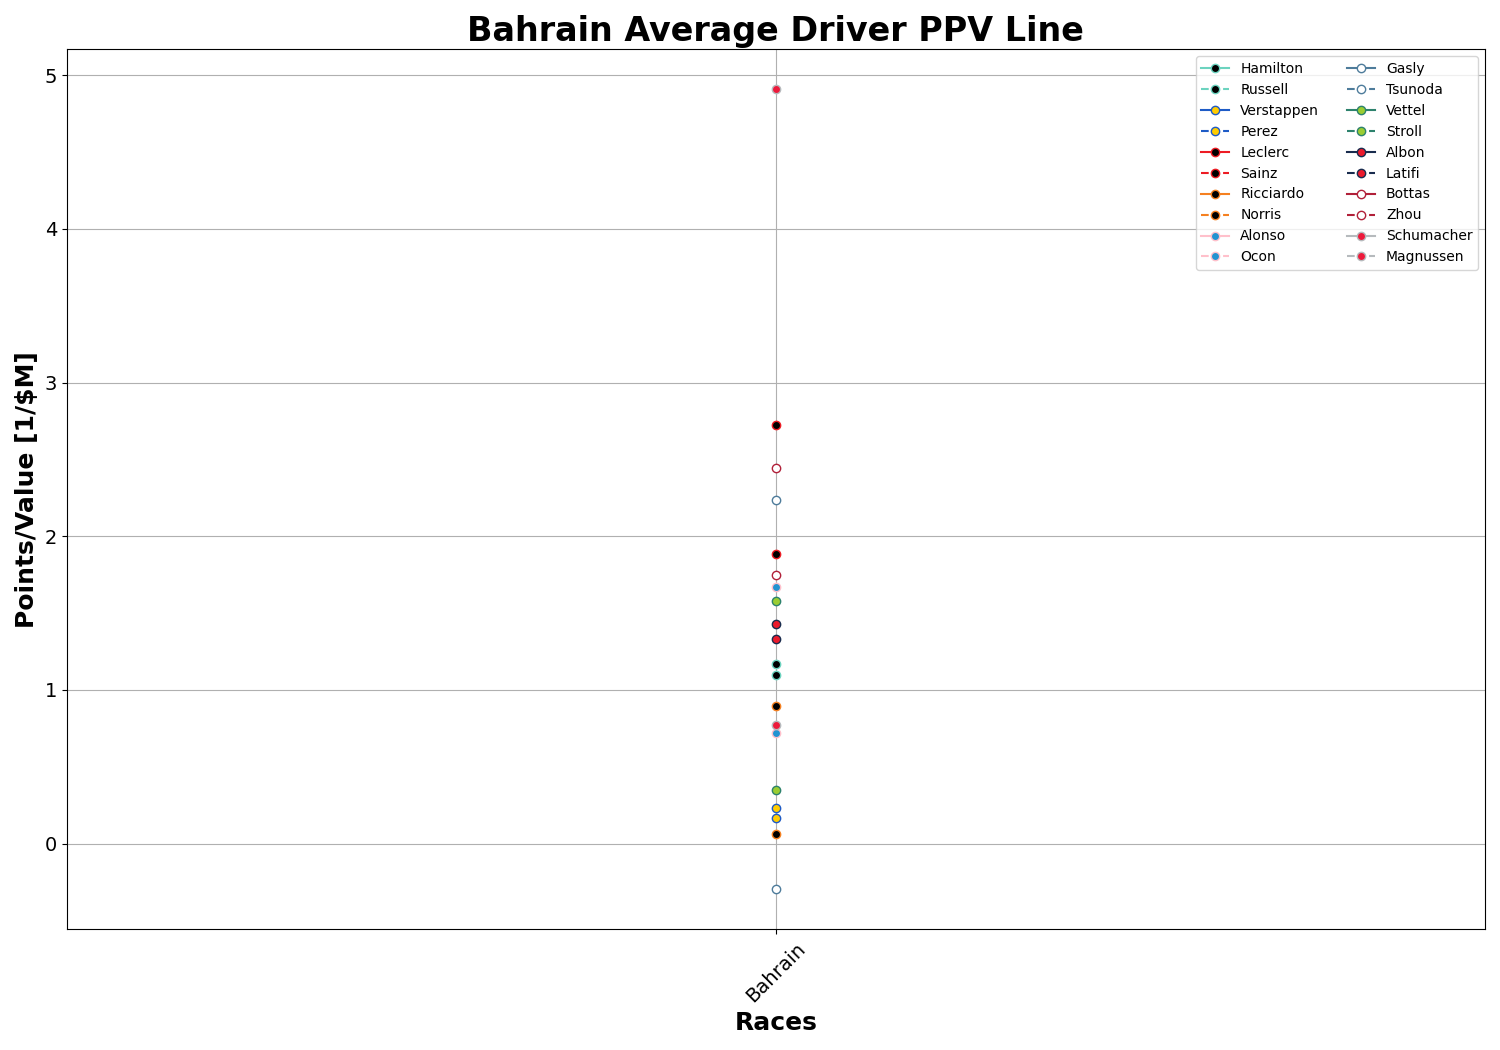 Bahrain Average Driver PPV Line
Points/Value [1/$M]
5
4
3
2
1
0
Hamilton
Russell
Verstappen
Perez
Leclerc
Sainz
Ricciardo
Norris
Alonso
Ocon
Gasly
Tsunoda
Vettel
Stroll
Albon
Latifi
Bottas
Zhou
Schumacher
Magnussen
Bahrain
Races